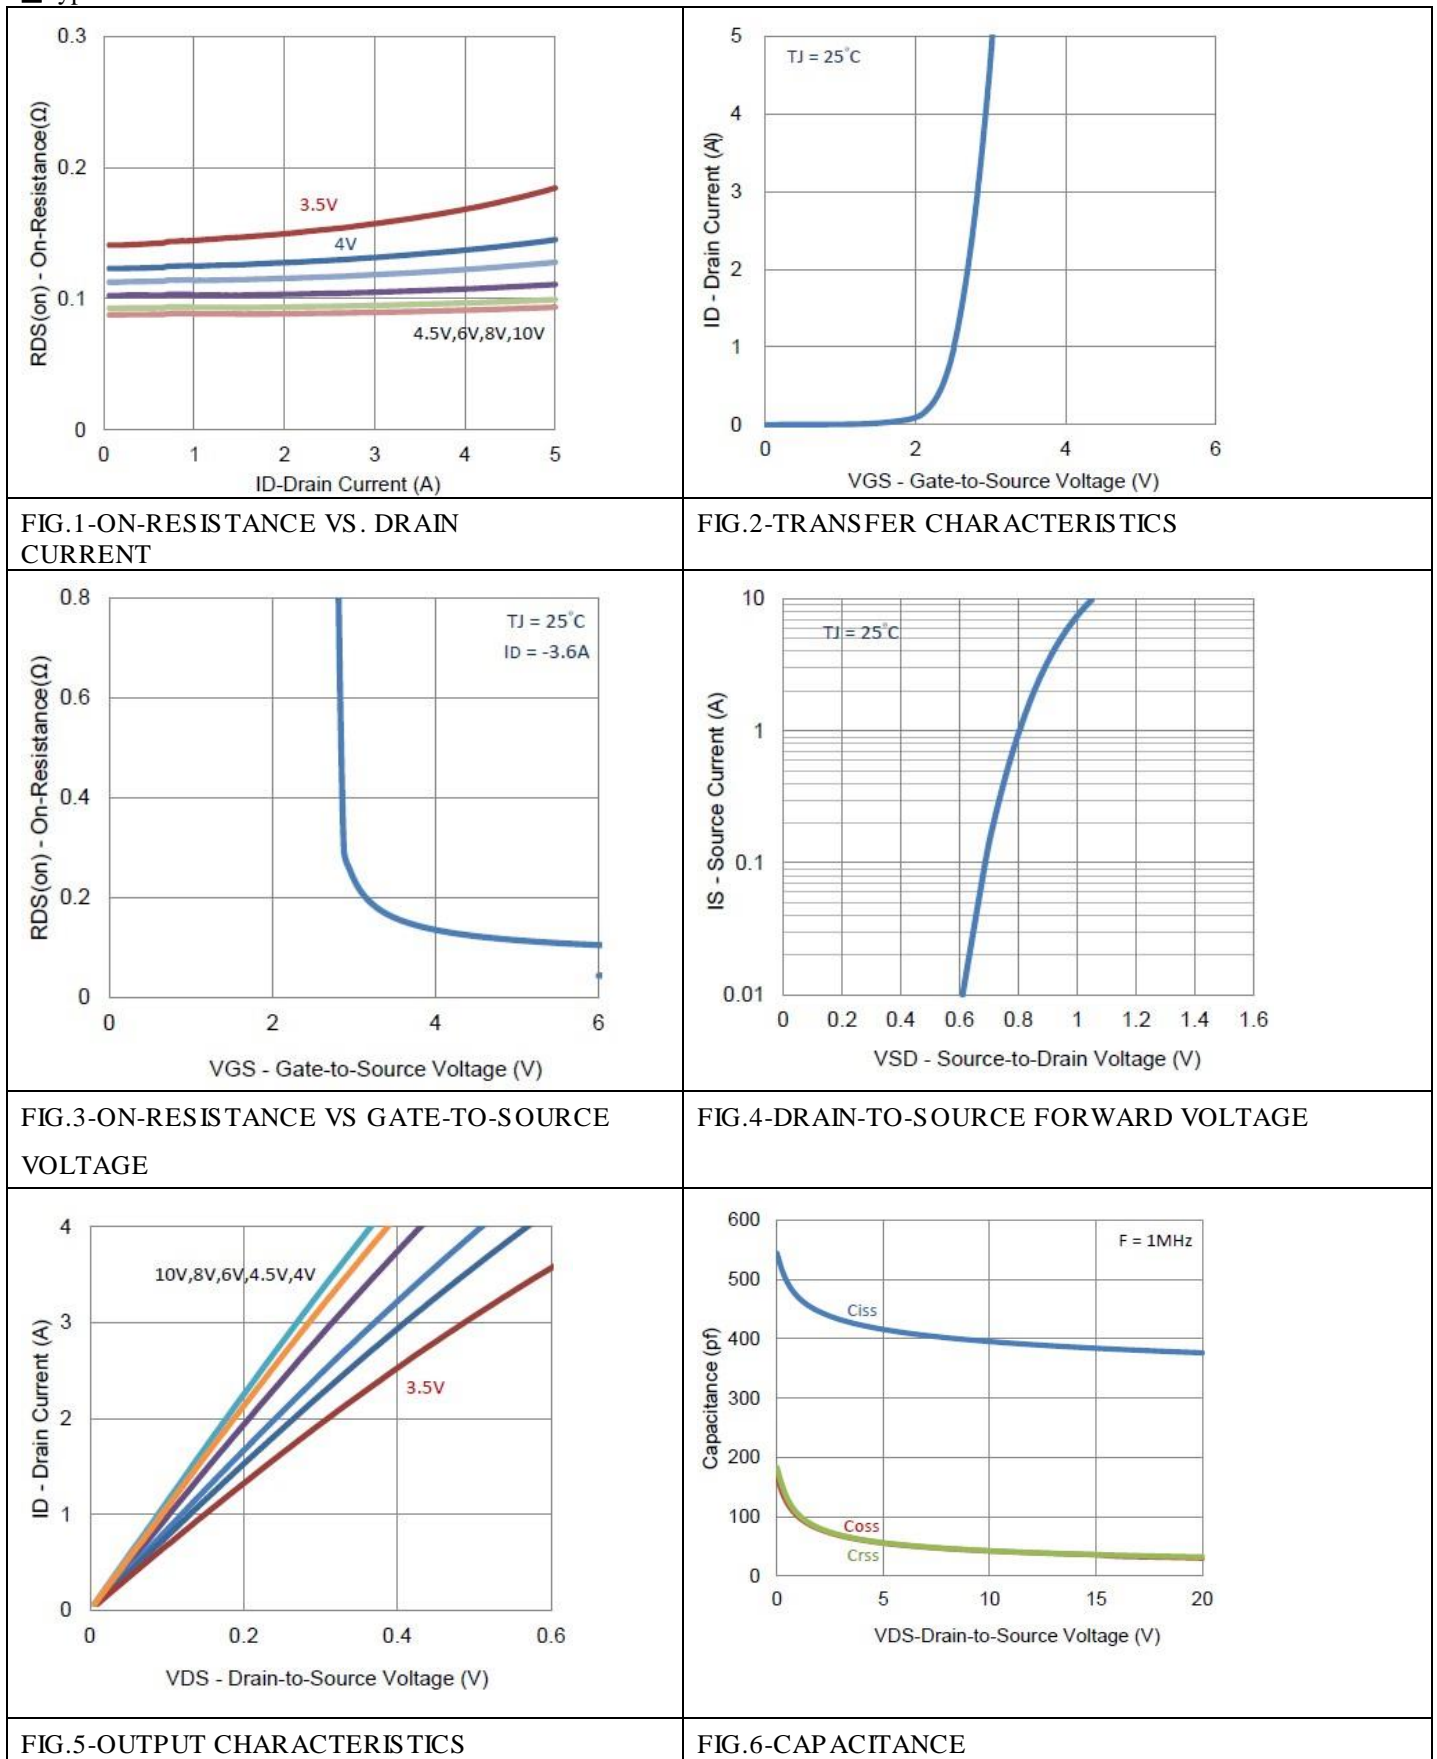 0.3
0.2
0.1
0
RDS(on) - On-Resistance(Ω)
3.5V
4V
4.5V,6V,8V,10V
0 1 2 3 4 5
ID-Drain Current (A)
5
4
3
2
1
0
ID - Drain Current (A)
TJ = 25°C
0 2 4 6
VGS - Gate-to-Source Voltage (V)
FIG.1-ON-RESISTANCE VS. DRAIN
CURRENT
FIG.2-TRANSFER CHARACTERISTICS
0.8
0.6
0.4
0.2
0
RDS(on) - On-Resistance(Ω)
TJ = 25°C
ID = -3.6A
0 2 4 6
VGS - Gate-to-Source Voltage (V)
10
1
0.1
0.01
IS - Source Current (A)
TJ = 25°C
0 0.2 0.4 0.6 0.8 1 1.2 1.4 1.6
VSD - Source-to-Drain Voltage (V)
FIG.3-ON-RESISTANCE VS GATE-TO-SOURCE
VOLTAGE
FIG.4-DRAIN-TO-SOURCE FORWARD VOLTAGE
4
3
2
1
0
ID - Drain Current (A)
10V,8V,6V,4.5V,4V
3.5V
0 0.2 0.4 0.6
VDS - Drain-to-Source Voltage (V)
600
500
400
300
200
100
0
Capacitance (pf)
F = 1MHz
Ciss
Coss
Crss
0 5 10 15 20
VDS-Drain-to-Source Voltage (V)
FIG.5-OUTPUT CHARACTERISTICS
FIG.6-CAPACITANCE